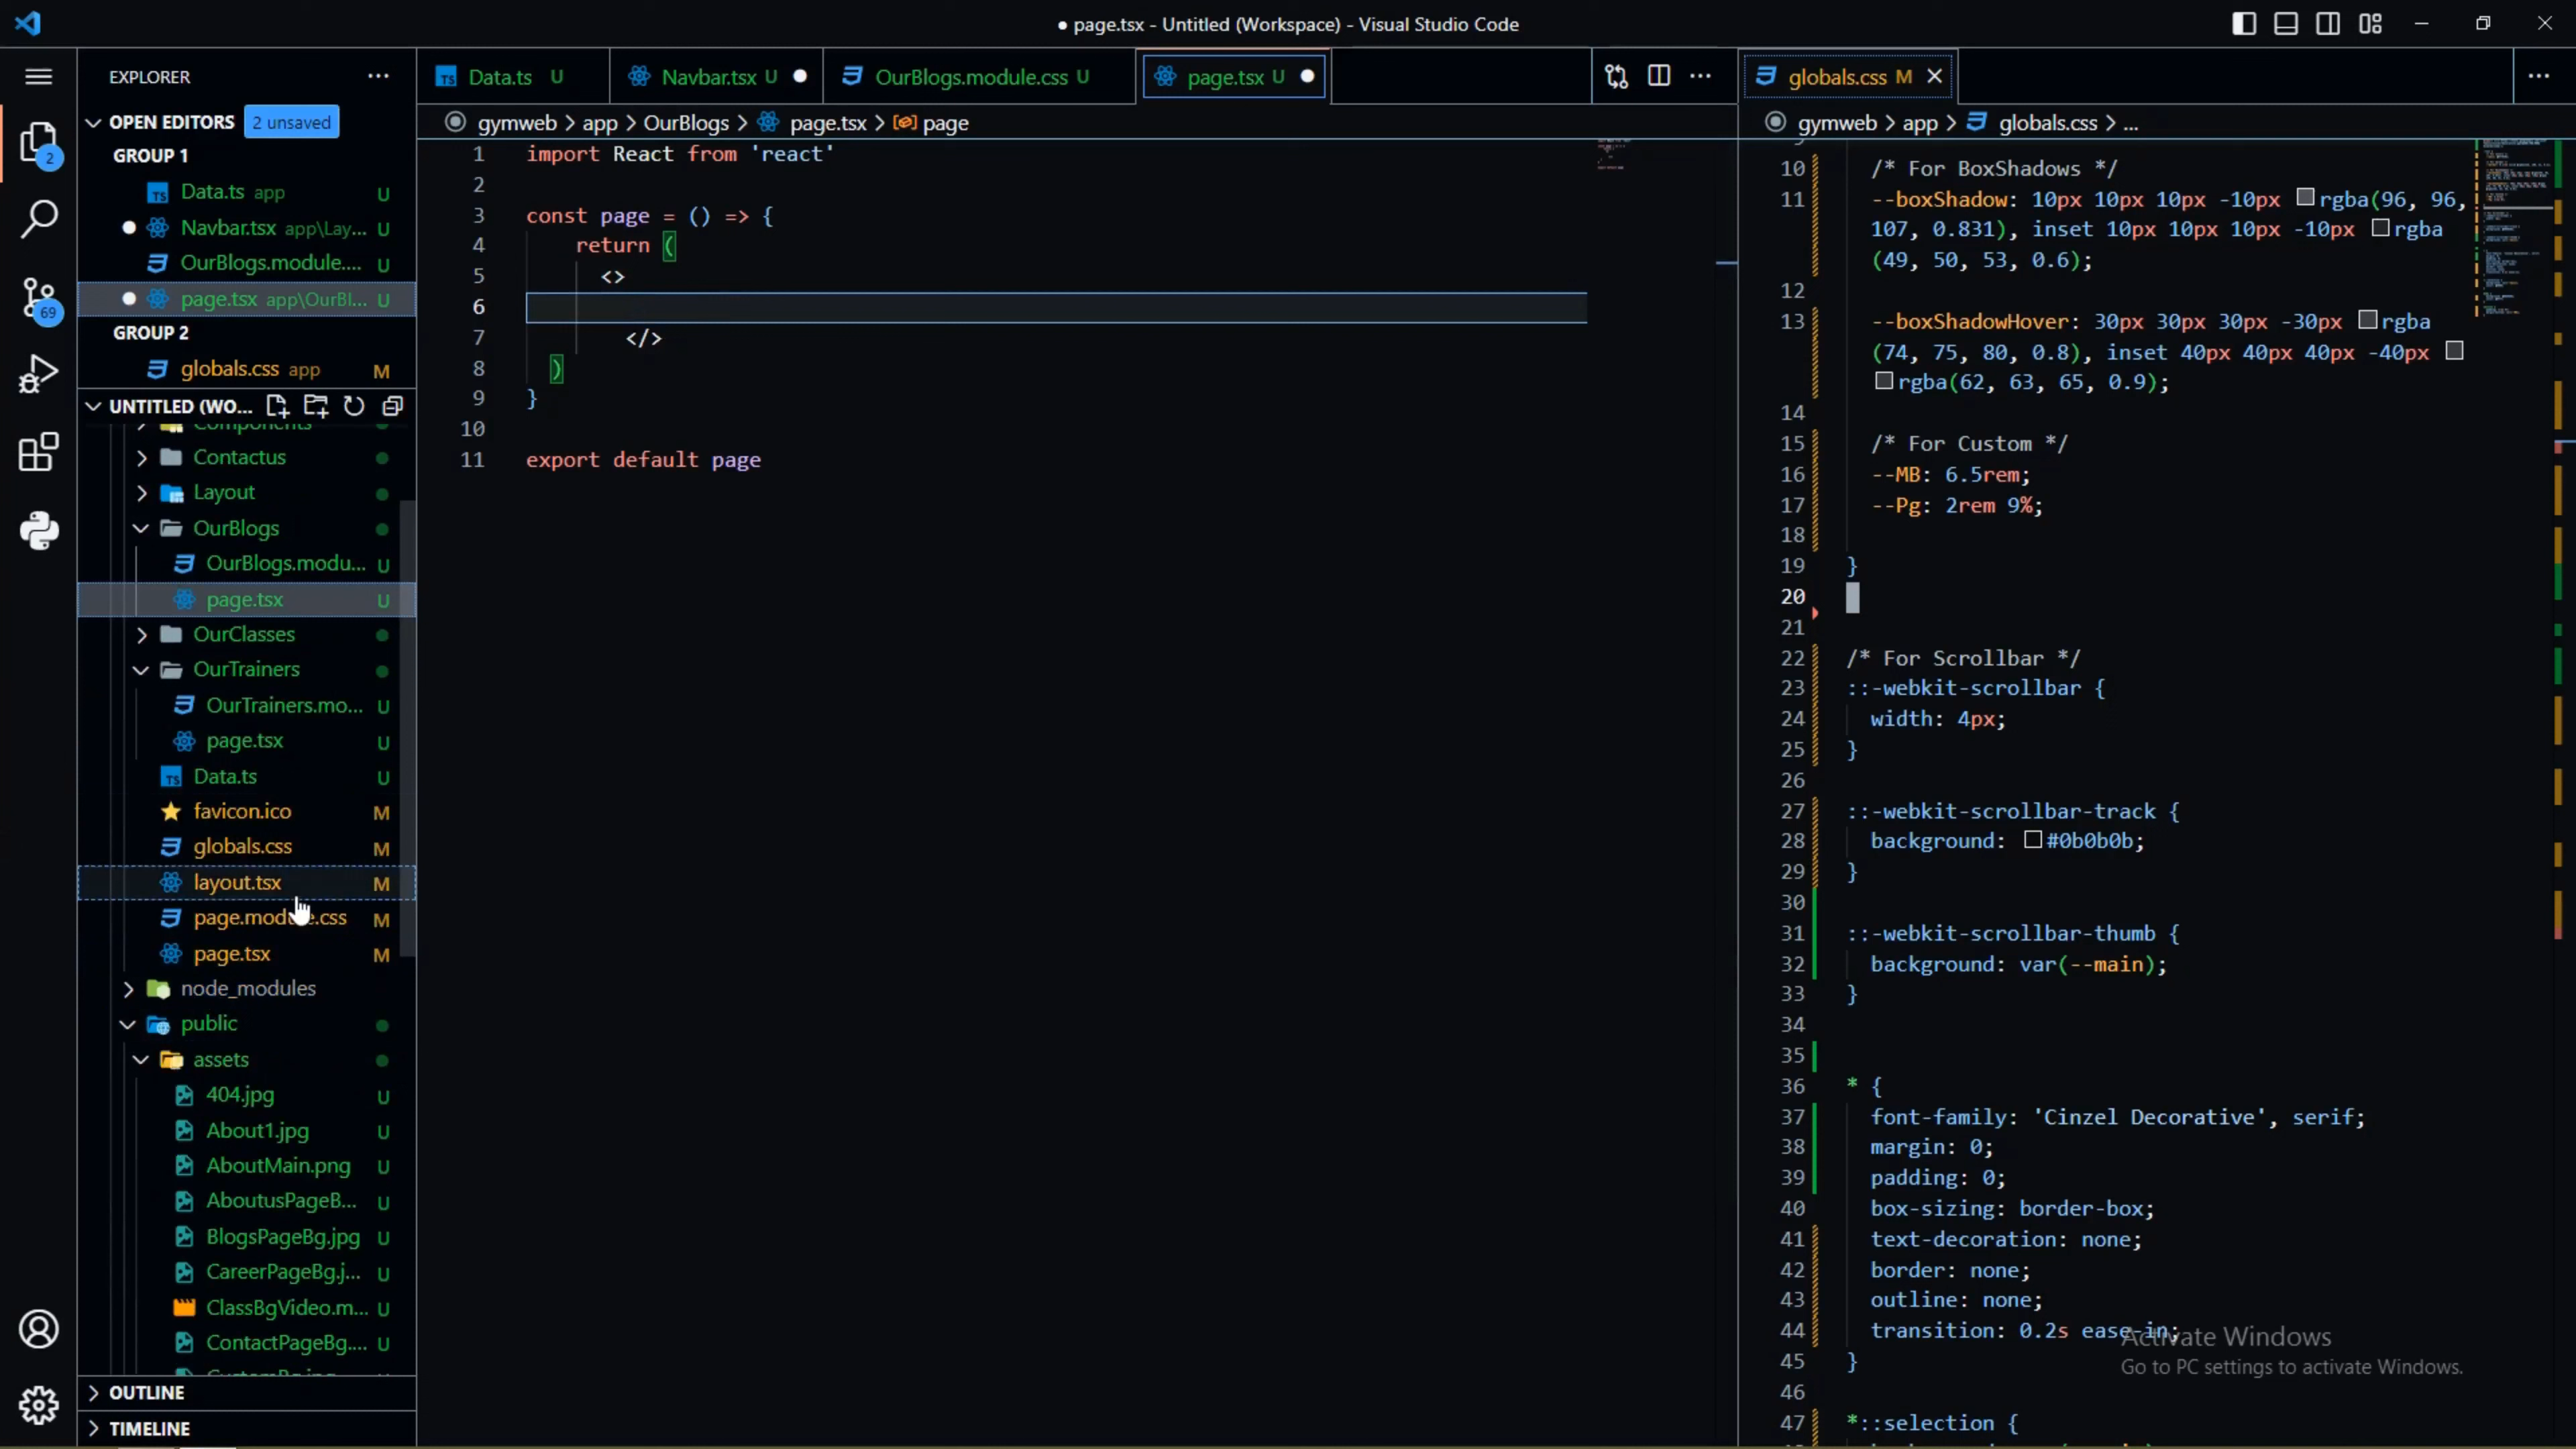 ● page.tsx - Untitled (Workspace) - Visual Studio Code
EXPLORER
OPEN EDITORS 2 unsaved
GROUP 1
TS Data.ts app U
Navbar.tsx app\Lay... U
OurBlogs.module.... U
page.tsx app\OurBl... U
GROUP 2
globals.css app M
UNTITLED (WO...
Components
Contactus
Layout
OurBlogs
OurBlogs.modu... U
page.tsx U
OurClasses
OurTrainers
OurTrainers.mo... U
page.tsx U
TS Data.ts U
favicon.ico M
globals.css M
layout.tsx M
page.module.css M
page.tsx M
node_modules
public
assets
404.jpg U
About1.jpg U
AboutMain.png U
AboutusPageB... U
BlogsPageBg.jpg U
CareerPageBg.j... U
ClassBgVideo.m... U
ContactPageBg.... U
OUTLINE
TIMELINE
2
69
TS Data.ts U
Navbar.tsx U
OurBlogs.module.css U
page.tsx U
gymweb > app > OurBlogs > page.tsx > page
1 import React from 'react'
2
3 const page = () => {
4 return (
5 <>
6
7 </>
8 )
9 }
10
11 export default page
globals.css M
gymweb > app > globals.css > ...
10 /* For BoxShadows */
11 --boxShadow: 10px 10px 10px -10px rgba(96, 96,
107, 0.831), inset 10px 10px 10px -10px rgba
(49, 50, 53, 0.6);
12
13 --boxShadowHover: 30px 30px 30px -30px rgba
(74, 75, 80, 0.8), inset 40px 40px 40px -40px
rgba(62, 63, 65, 0.9);
14
15 /* For Custom */
16 --MB: 6.5rem;
17 --Pg: 2rem 9%;
18
19 }
20
21
22 /* For Scrollbar */
23 ::-webkit-scrollbar {
24 width: 4px;
25 }
26
27 ::-webkit-scrollbar-track {
28 background: #0b0b0b;
29 }
30
31 ::-webkit-scrollbar-thumb {
32 background: var(--main);
33 }
34
35
36 * {
37 font-family: 'Cinzel Decorative', serif;
38 margin: 0;
39 padding: 0;
40 box-sizing: border-box;
41 text-decoration: none;
42 border: none;
43 outline: none;
44 transition: 0.2s ease-in;
45 }
46
47 *::selection {
Activate Windows
Go to PC settings to activate Windows.